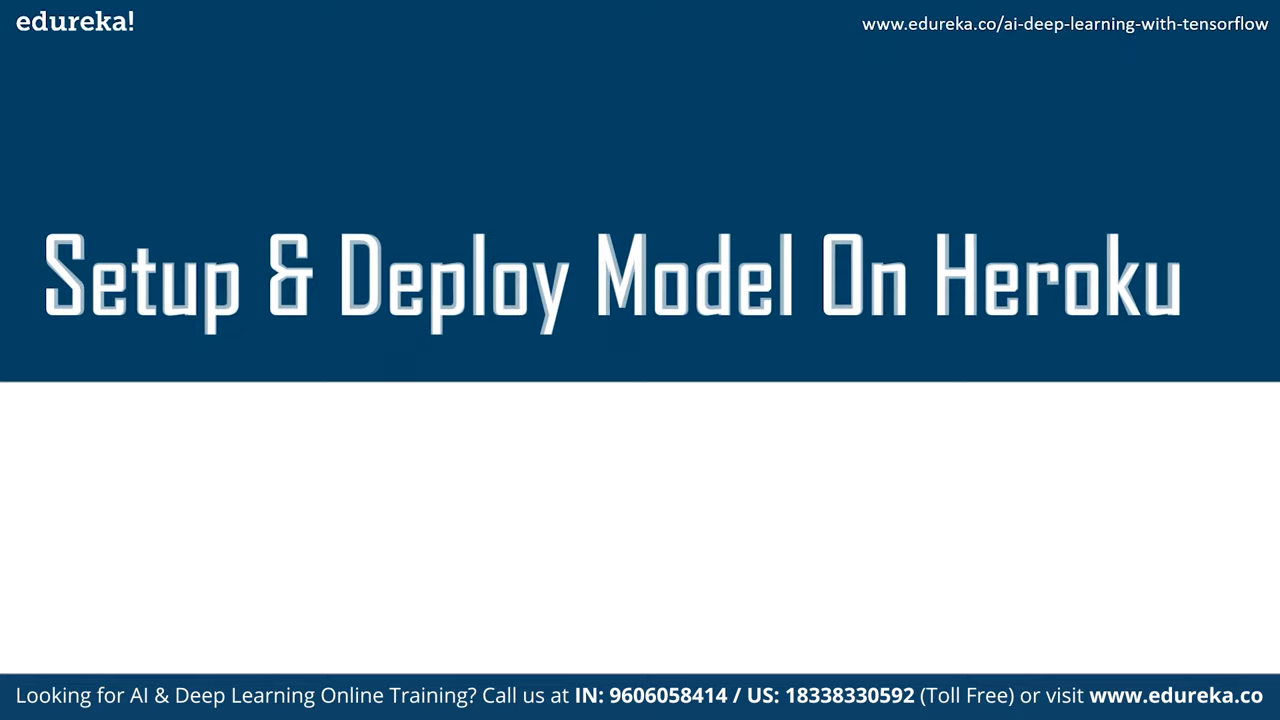 edureka!
www.edureka.co/ai-deep-learning-with-tensorflow
Setup & Deploy Model On Heroku
Looking for AI & Deep Learning Online Training? Call us at IN: 9606058414 / US: 18338330592 (Toll Free) or visit www.edureka.co